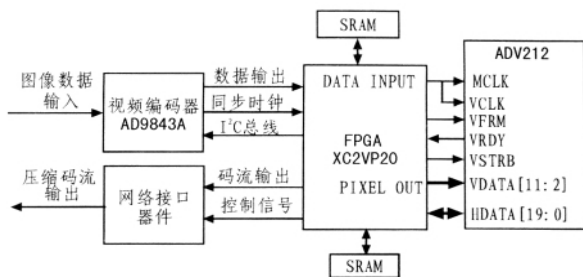 SRAM
图像数据
输入
视频编码器
AD9843A
数据输出
同步时钟
I²C总线
DATA INPUT
FPGA
XC2VP20
PIXEL OUT
ADV212
MCLK
VCLK
VFRM
VRDY
VSTRB
VDATA[11:2]
HDATA[19:0]
压缩码流
输出
网络接口
器件
码流输出
控制信号
SRAM